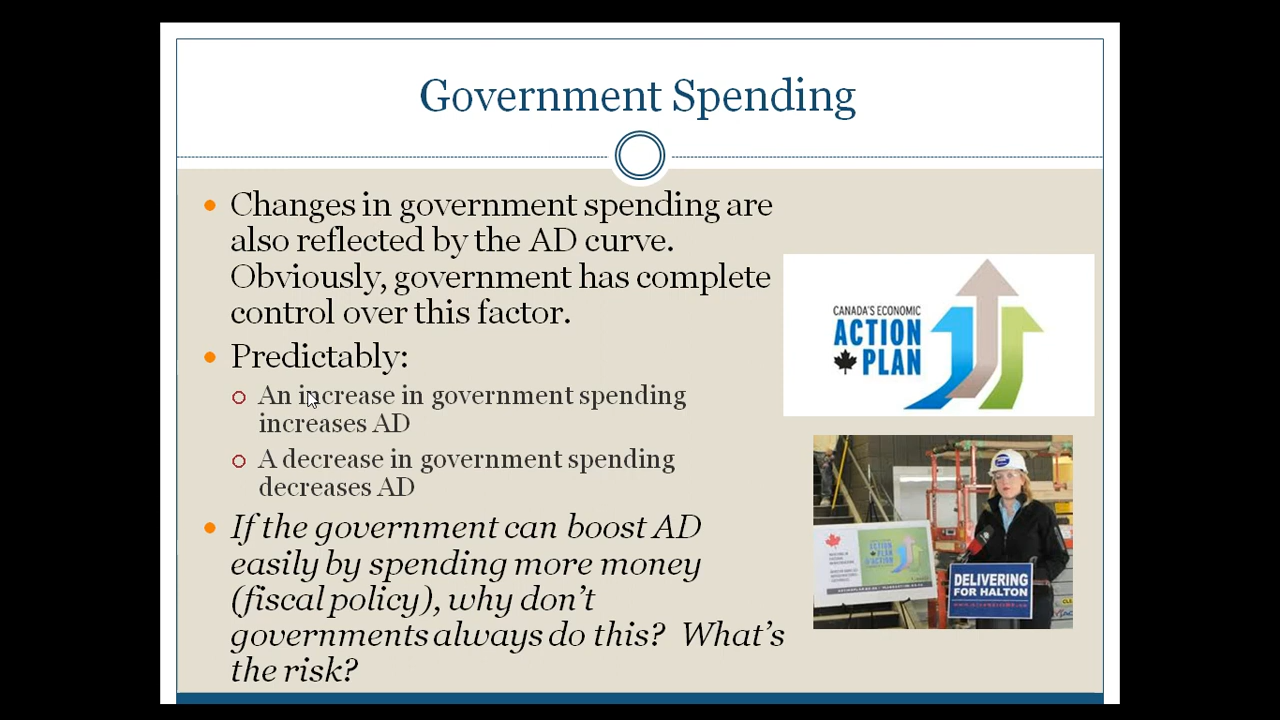 Government Spending
Changes in government spending are
also reflected by the AD curve.
Obviously, government has complete
control over this factor.
Predictably:
An increase in government spending
increases AD
A decrease in government spending
decreases AD
If the government can boost AD
easily by spending more money
(fiscal policy), why don't
governments always do this? What's
the risk?
CANADA'S ECONOMIC
ACTION
PLAN
ACTION
PLAN
DELIVERING
FOR HALTON